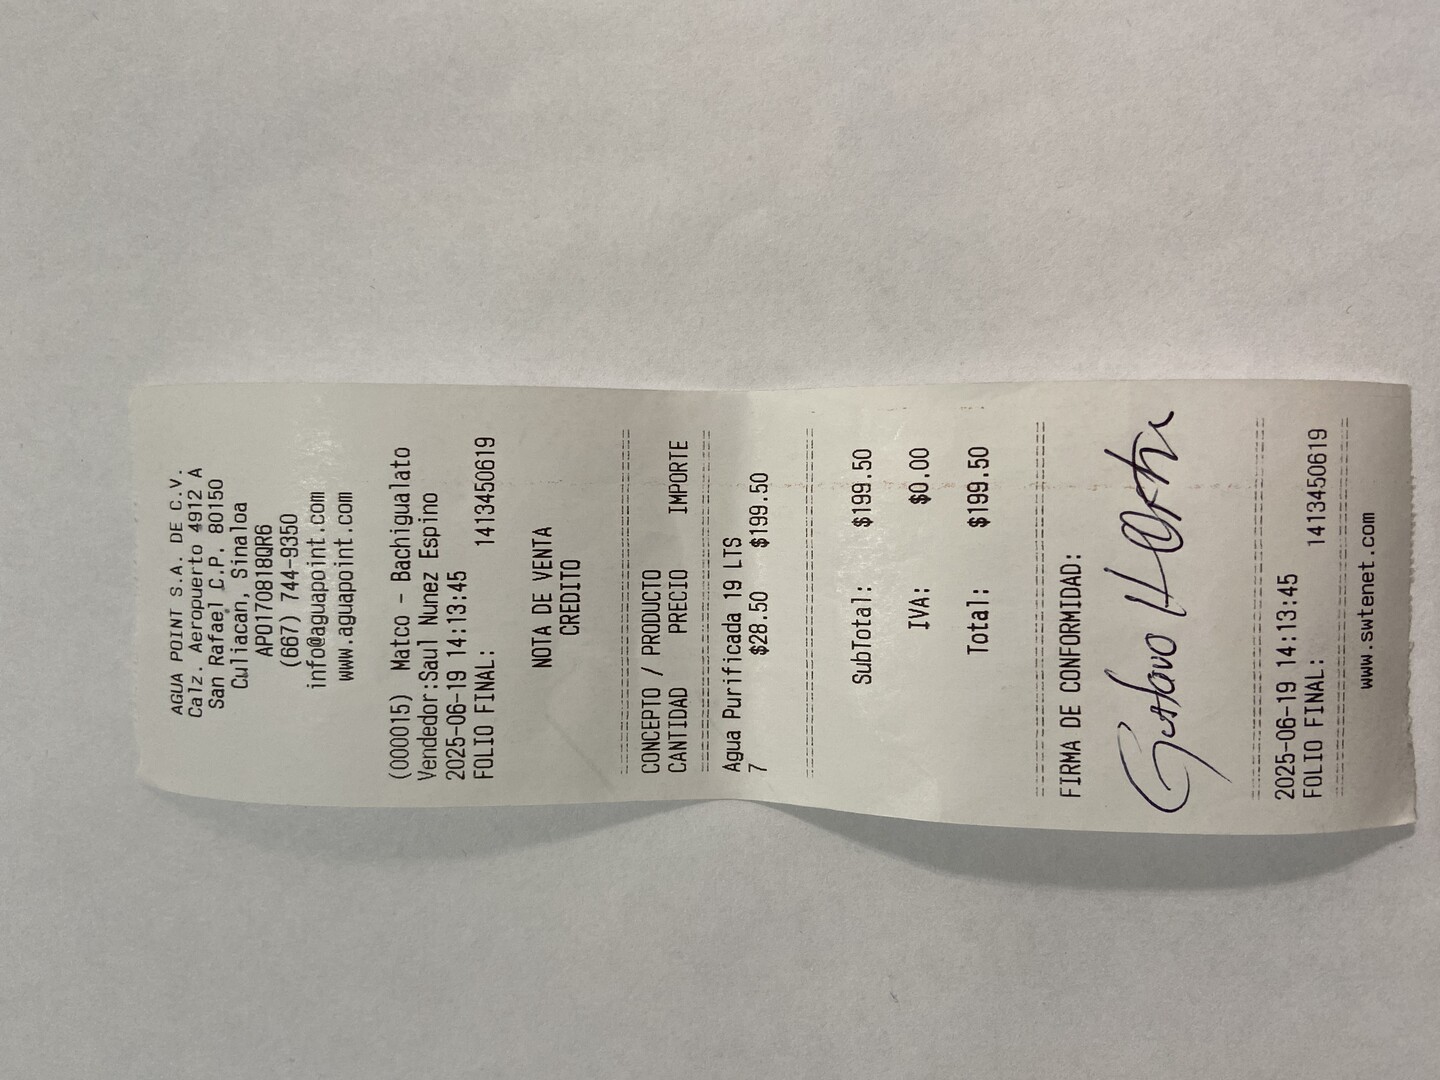 AGUA POINT S.A. DE C.V.
Calz. Aeropuerto 4912 A
San Rafael C.P. 80150
Culiacan, Sinaloa
APO170818QR6
(667) 744-9350
info@aguapoint.com
www.aguapoint.com
(000015) Matco - Bachigualato
Vendedor:Saul Nunez Espino
2025-06-19 14:13:45
FOLIO FINAL: 1413450619
NOTA DE VENTA
CREDITO
CONCEPTO / PRODUCTO
CANTIDAD PRECIO IMPORTE
Agua Purificada 19 LTS
7 $28.50 $199.50
SubTotal: $199.50
IVA: $0.00
Total: $199.50
FIRMA DE CONFORMIDAD:
Gustavo
2025-06-19 14:13:45
FOLIO FINAL: 1413450619
www.swtenet.com